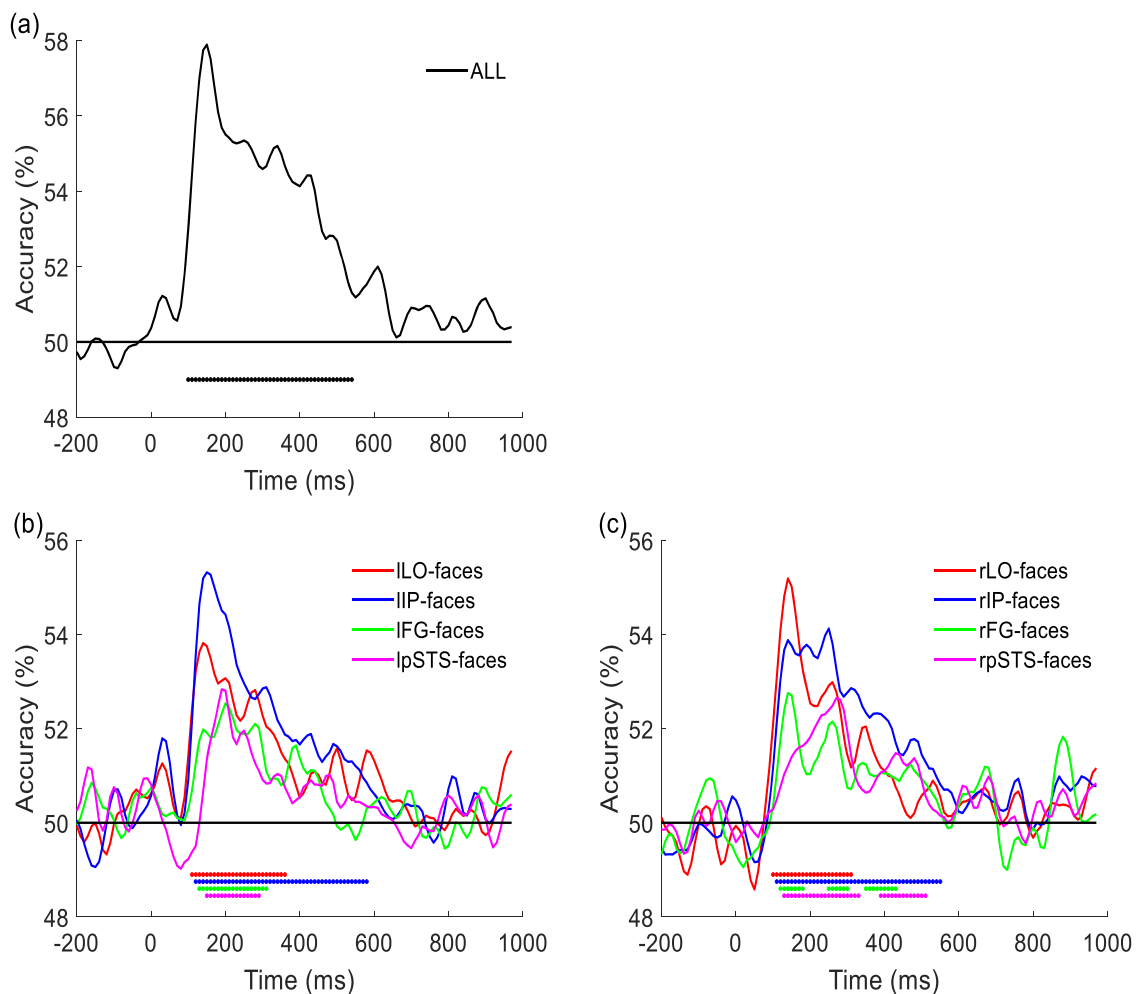 (a)
58
56
54
52
50
48
Accuracy (%)
ALL
-200 0 200 400 600 800 1000
Time (ms)
(b)
56
54
52
50
48
Accuracy (%)
lLO-faces
lIP-faces
lFG-faces
lpSTS-faces
-200 0 200 400 600 800 1000
Time (ms)
(c)
56
54
52
50
48
Accuracy (%)
rLO-faces
rIP-faces
rFG-faces
rpSTS-faces
-200 0 200 400 600 800 1000
Time (ms)